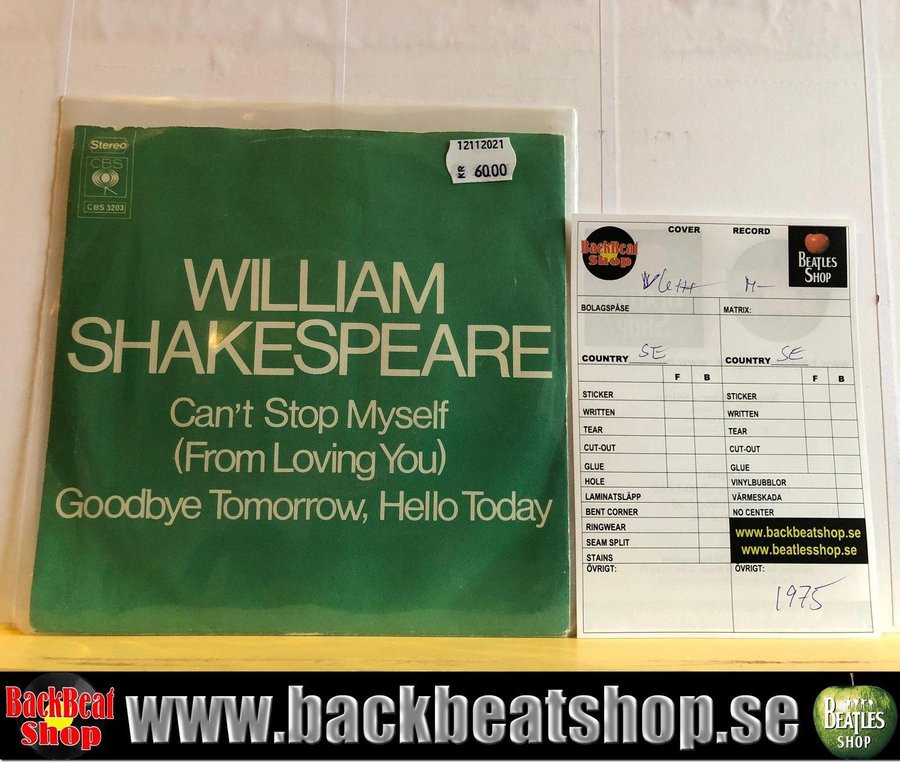 Stereo
CBS
CBS 3203
12112021
KR 60.00
WILLIAM
SHAKESPEARE
Can't Stop Myself
(From Loving You)
Goodbye Tomorrow, Hello Today
COVER RECORD
BackBeat
Shop
BEATLES
SHOP
M-
BOLAGSPÅSE MATRIX:
COUNTRY SE COUNTRY SE
F B F B
STICKER STICKER
WRITTEN WRITTEN
TEAR TEAR
CUT-OUT CUT-OUT
GLUE GLUE
HOLE VINYLBUBBLOR
LAMINATSLÄPP VÄRMESKADA
BENT CORNER NO CENTER
RINGWEAR
SEAM SPLIT
STAINS
www.backbeatshop.se
www.beatlesshop.se
ÖVRIGT: ÖVRIGT:
1975
BackBeat
Shop
www.backbeatshop.se
BEATLES
SHOP